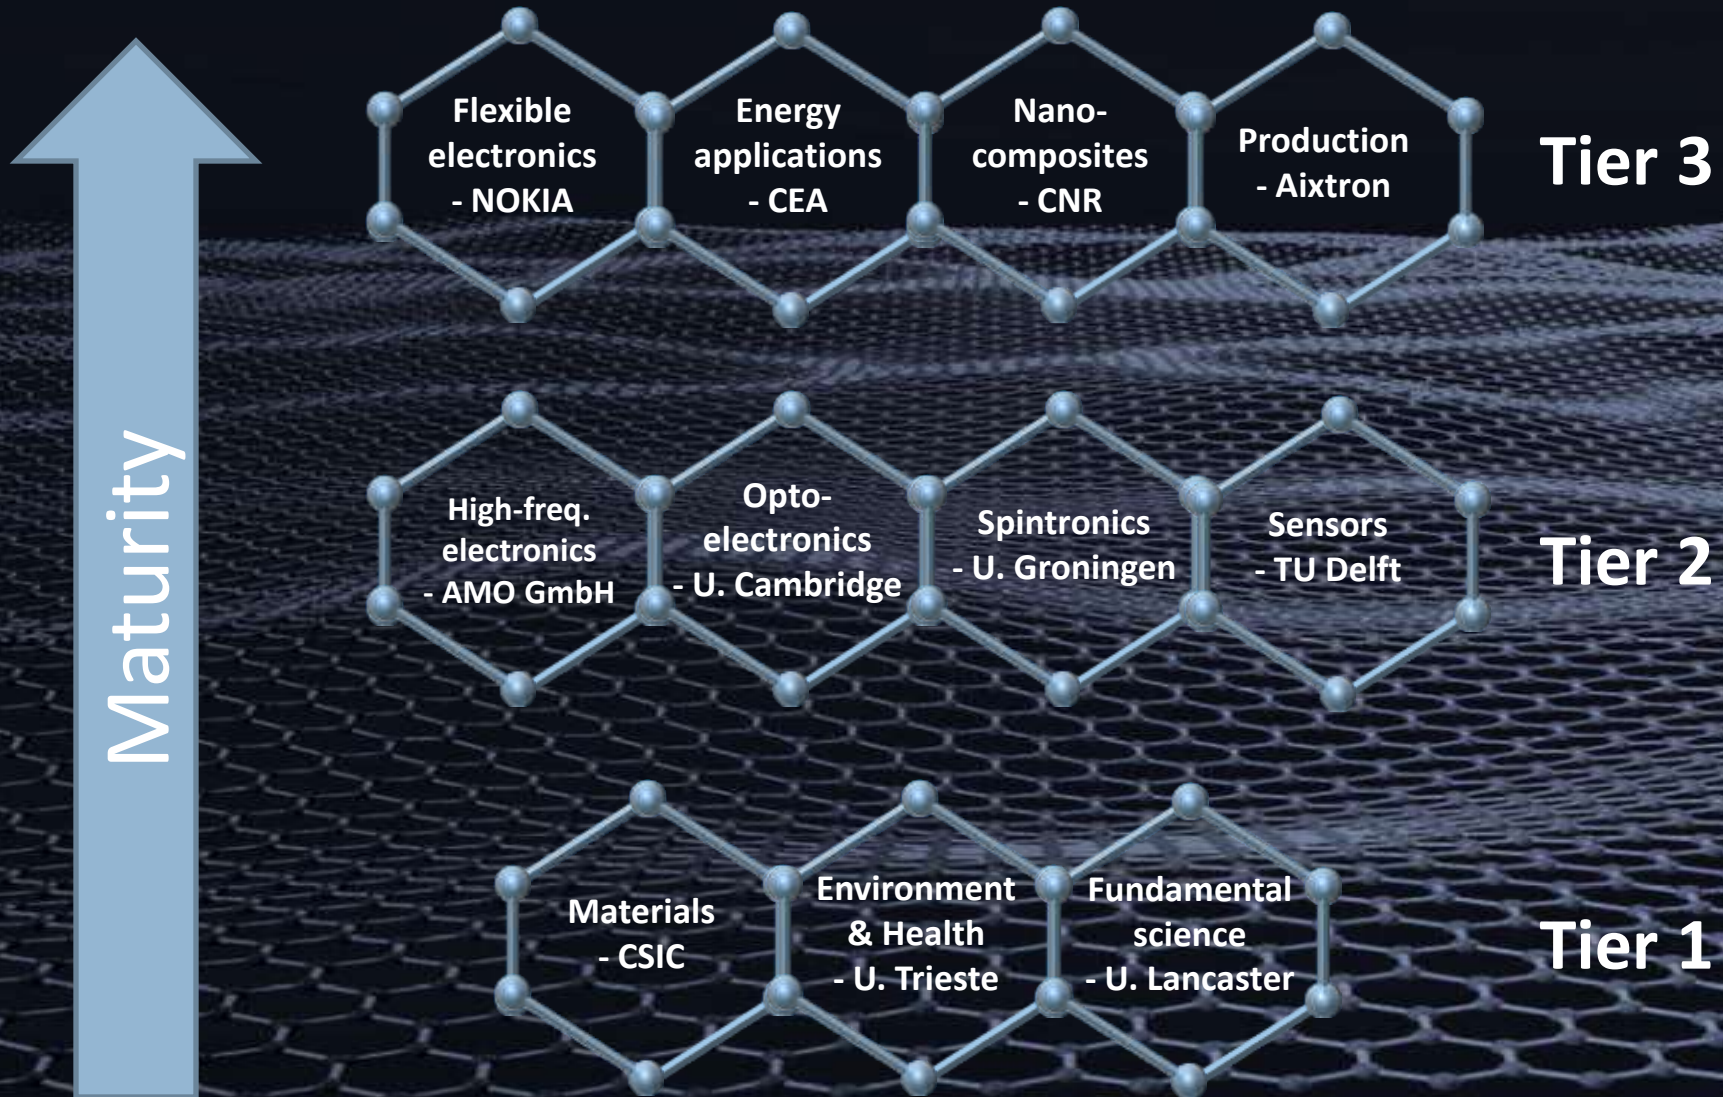 Maturity
Flexible
electronics
- NOKIA
Energy
applications
- CEA
Nano-
composites
- CNR
Production
- Aixtron
Tier 3
High-freq.
electronics
- AMO GmbH
Opto-
electronics
- U. Cambridge
Spintronics
- U. Groningen
Sensors
- TU Delft
Tier 2
Materials
- CSIC
Environment
& Health
- U. Trieste
Fundamental
science
- U. Lancaster
Tier 1